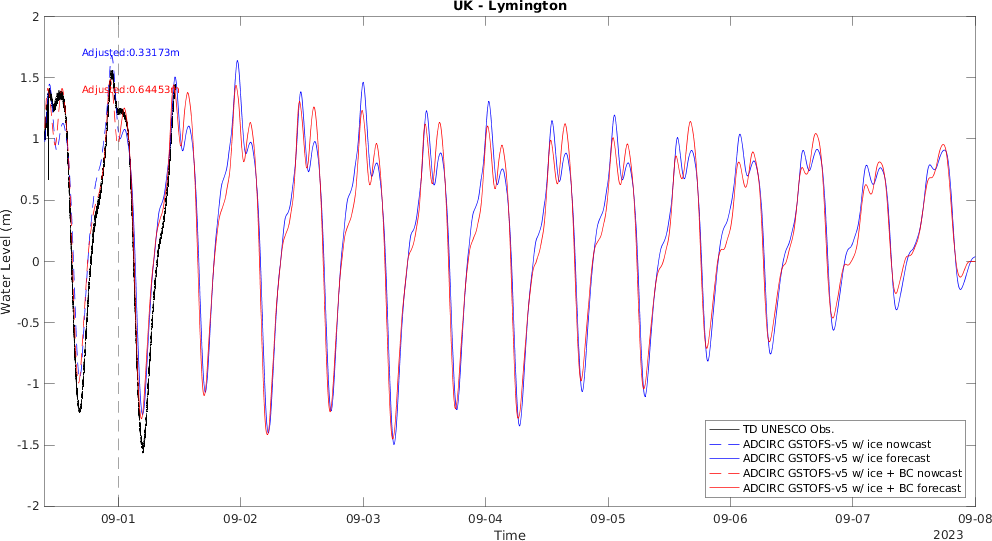 UK - Lymington
2
1.5
1
0.5
0
-0.5
-1
-1.5
-2
Water Level (m)
Adjusted:0.33173m
Adjusted:0.64453m
TD UNESCO Obs.
ADCIRC GSTOFS-v5 w/ ice nowcast
ADCIRC GSTOFS-v5 w/ ice forecast
ADCIRC GSTOFS-v5 w/ ice + BC nowcast
ADCIRC GSTOFS-v5 w/ ice + BC forecast
09-01 09-02 09-03 09-04 09-05 09-06 09-07 09-08
Time
2023